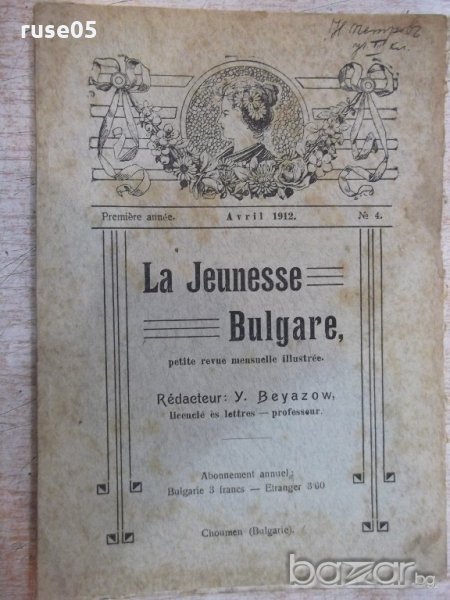 ruse05
Première année. Avril 1912. № 4.
La Jeunesse
Bulgare,
petite revue mensuelle illustrée.
Rédacteur: Y. Beyazow,
licencié ès lettres — professeur.
Abonnement annuel:
Bulgarie 3 francs — Etranger 3·60
Choumen (Bulgarie).
bazar.bg